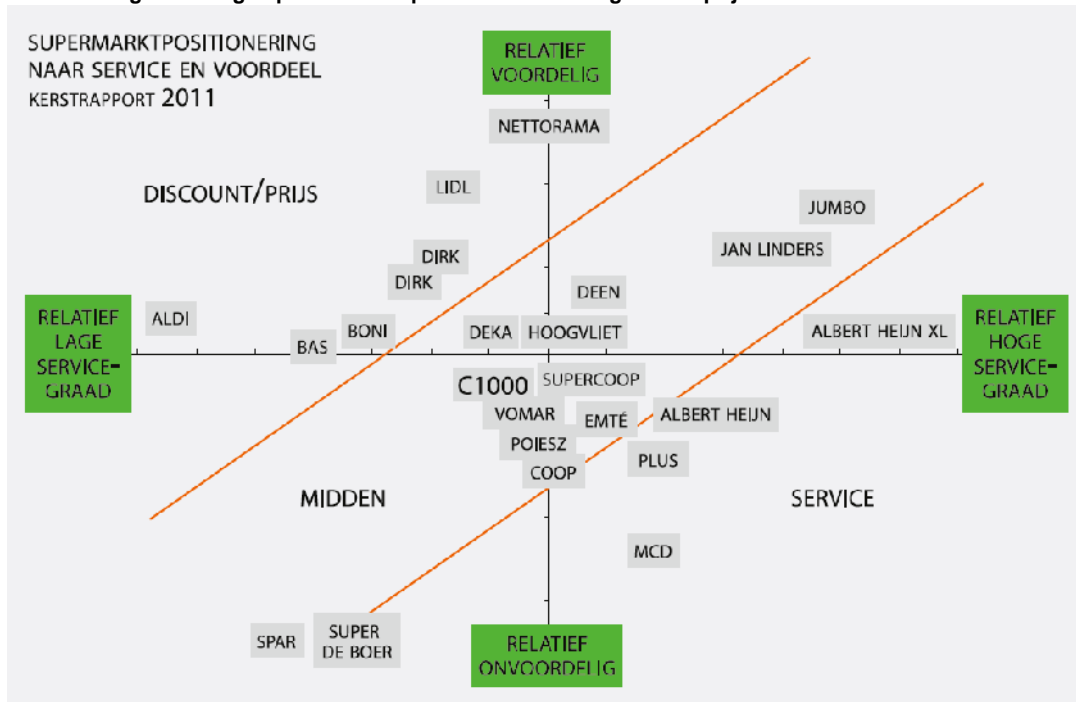 SUPERMARKTPOSITIONERING
NAAR SERVICE EN VOORDEEL
KERSTRAPPORT 2011
RELATIEF
VOORDELIG
NETTORAMA
DISCOUNT/PRIJS
LIDL
JUMBO
JAN LINDERS
DIRK
DIRK
DEEN
RELATIEF
LAGE
SERVICE-
GRAAD
ALDI
BAS
BONI
DEKA
HOOGVLIET
ALBERT HEIJN XL
RELATIEF
HOGE
SERVICE-
GRAAD
C1000
SUPERCOOP
VOMAR
EMTÉ
ALBERT HEIJN
POIESZ
PLUS
COOP
MIDDEN
SERVICE
MCD
SPAR
SUPER
DE BOER
RELATIEF
ONVOORDELIG